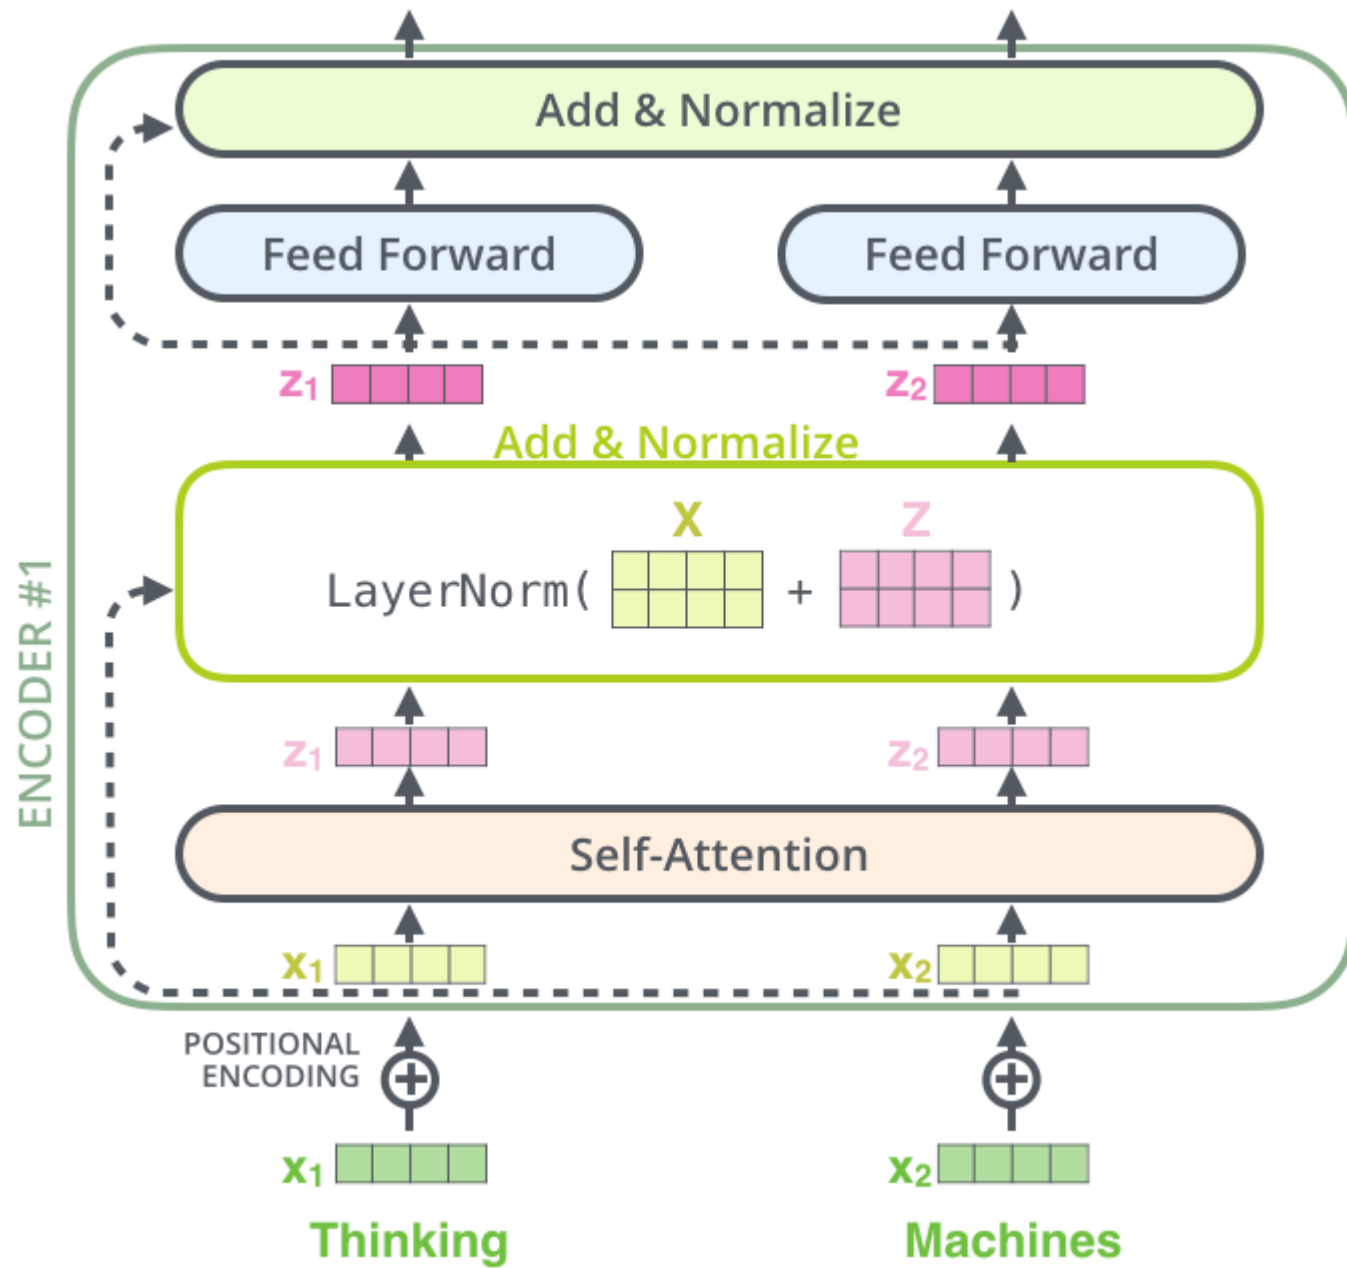 Add & Normalize
Feed Forward
Feed Forward
z1
z2
Add & Normalize
X
Z
LayerNorm( + )
ENCODER #1
z1
z2
Self-Attention
x1
x2
POSITIONAL
ENCODING
x1
x2
Thinking
Machines